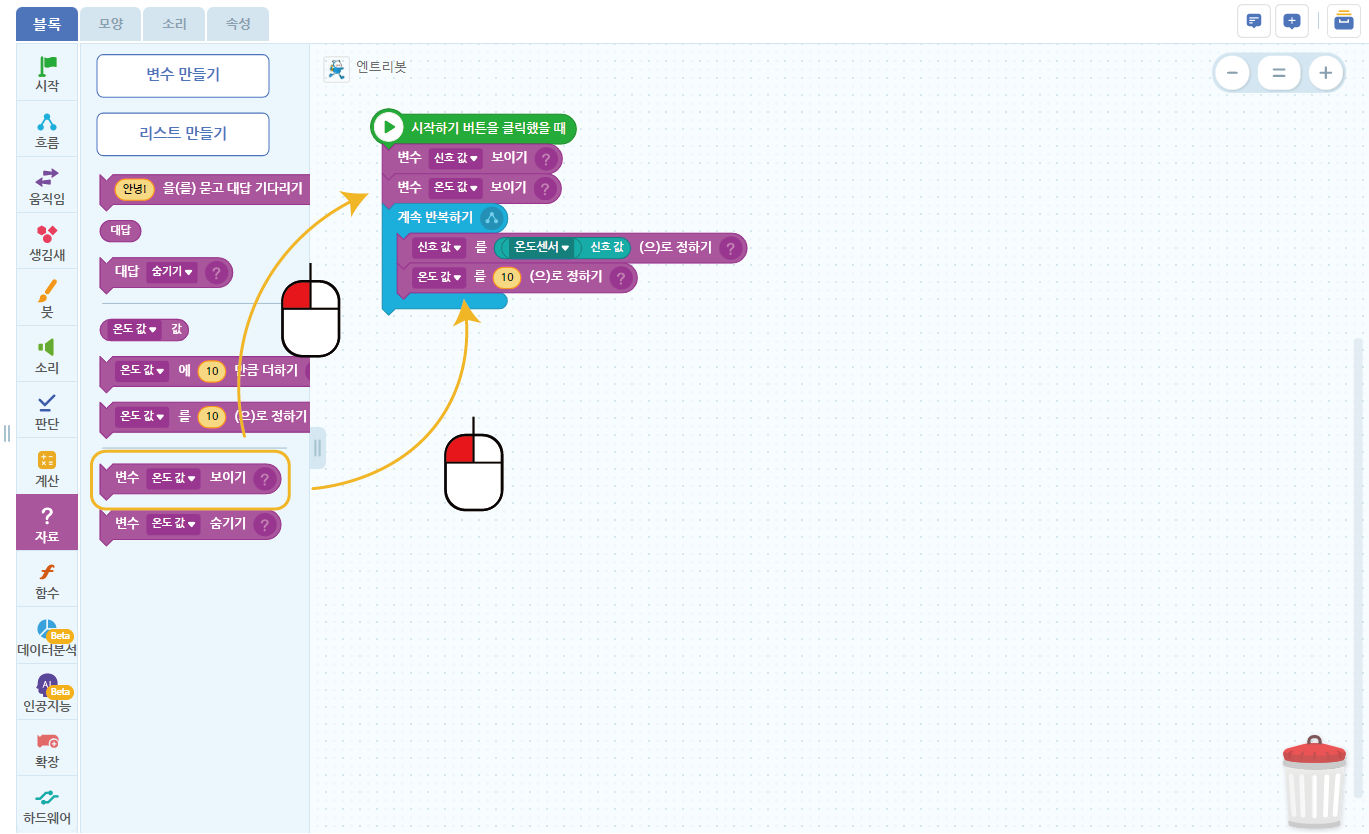 블록 모양 소리 속성
시작
흐름
움직임
생김새
붓
소리
판단
계산
? 자료
함수
Beta
데이터분석
AI Beta
인공지능
확장
하드웨어
변수 만들기
리스트 만들기
안녕! 을(를) 묻고 대답 기다리기
대답
대답 숨기기 ?
온도 값 값
온도 값 에 10 만큼 더하기
온도 값 를 10 (으)로 정하기
변수 온도 값 보이기 ?
변수 온도 값 숨기기 ?
엔트리봇
시작하기 버튼을 클릭했을 때
변수 신호 값 보이기 ?
변수 온도 값 보이기 ?
계속 반복하기
신호 값 를 온도센서 신호 값 (으)로 정하기 ?
온도 값 를 10 (으)로 정하기 ?